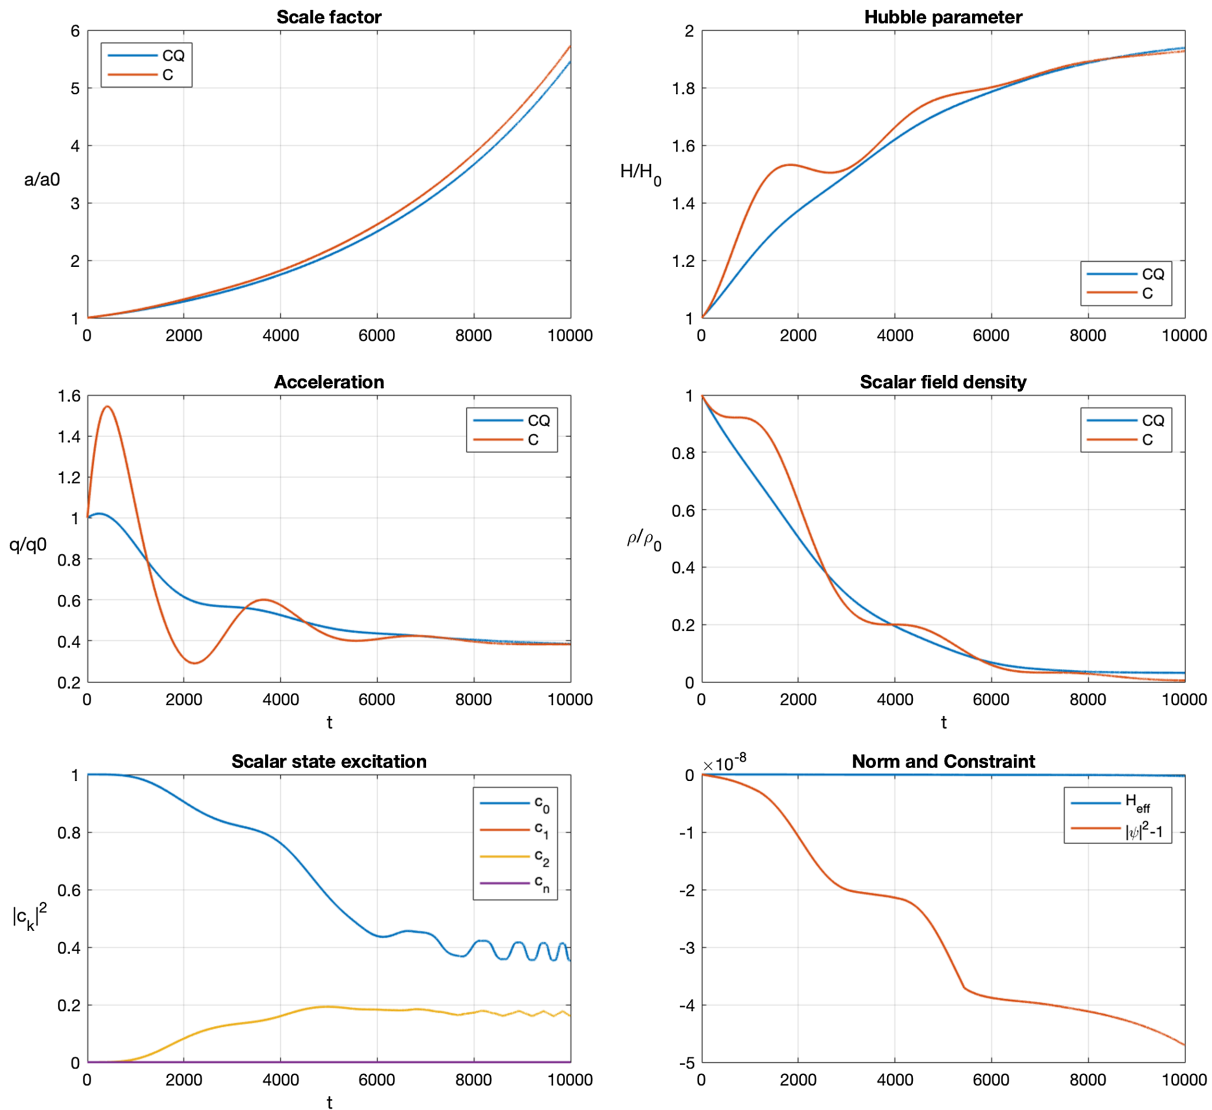 Scale factor
6
5
4
3
2
1
a/a0
CQ
C
0 2000 4000 6000 8000 10000
Hubble parameter
2
1.8
1.6
1.4
1.2
1
H/H0
CQ
C
0 2000 4000 6000 8000 10000
Acceleration
1.6
1.4
1.2
1
0.8
0.6
0.4
0.2
q/q0
CQ
C
0 2000 4000 6000 8000 10000
t
Scalar field density
1
0.8
0.6
0.4
0.2
0
ρ/ρ0
CQ
C
0 2000 4000 6000 8000 10000
t
Scalar state excitation
1
0.8
0.6
0.4
0.2
0
|ck|2
c0
c1
c2
cn
0 2000 4000 6000 8000 10000
t
Norm and Constraint
×10-8
0
-1
-2
-3
-4
-5
Heff
|ψ|2-1
0 2000 4000 6000 8000 10000